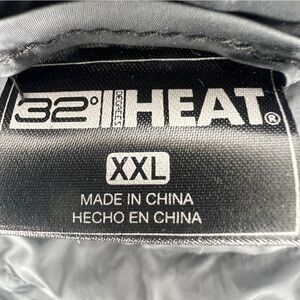 32° DEGREES HEAT®
XXL
MADE IN CHINA
HECHO EN CHINA